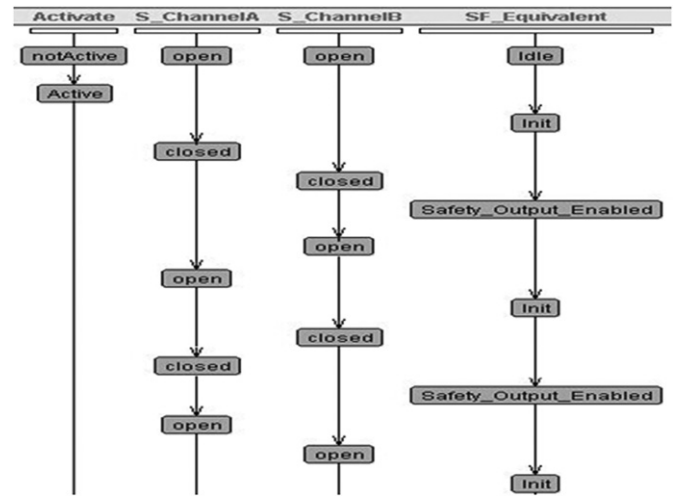 Activate S_ChannelA S_ChannelB SF_Equivalent
notActive open open Idle
Active
Init
closed
closed
Safety_Output_Enabled
open
open
Init
closed
closed
Safety_Output_Enabled
open
open
Init